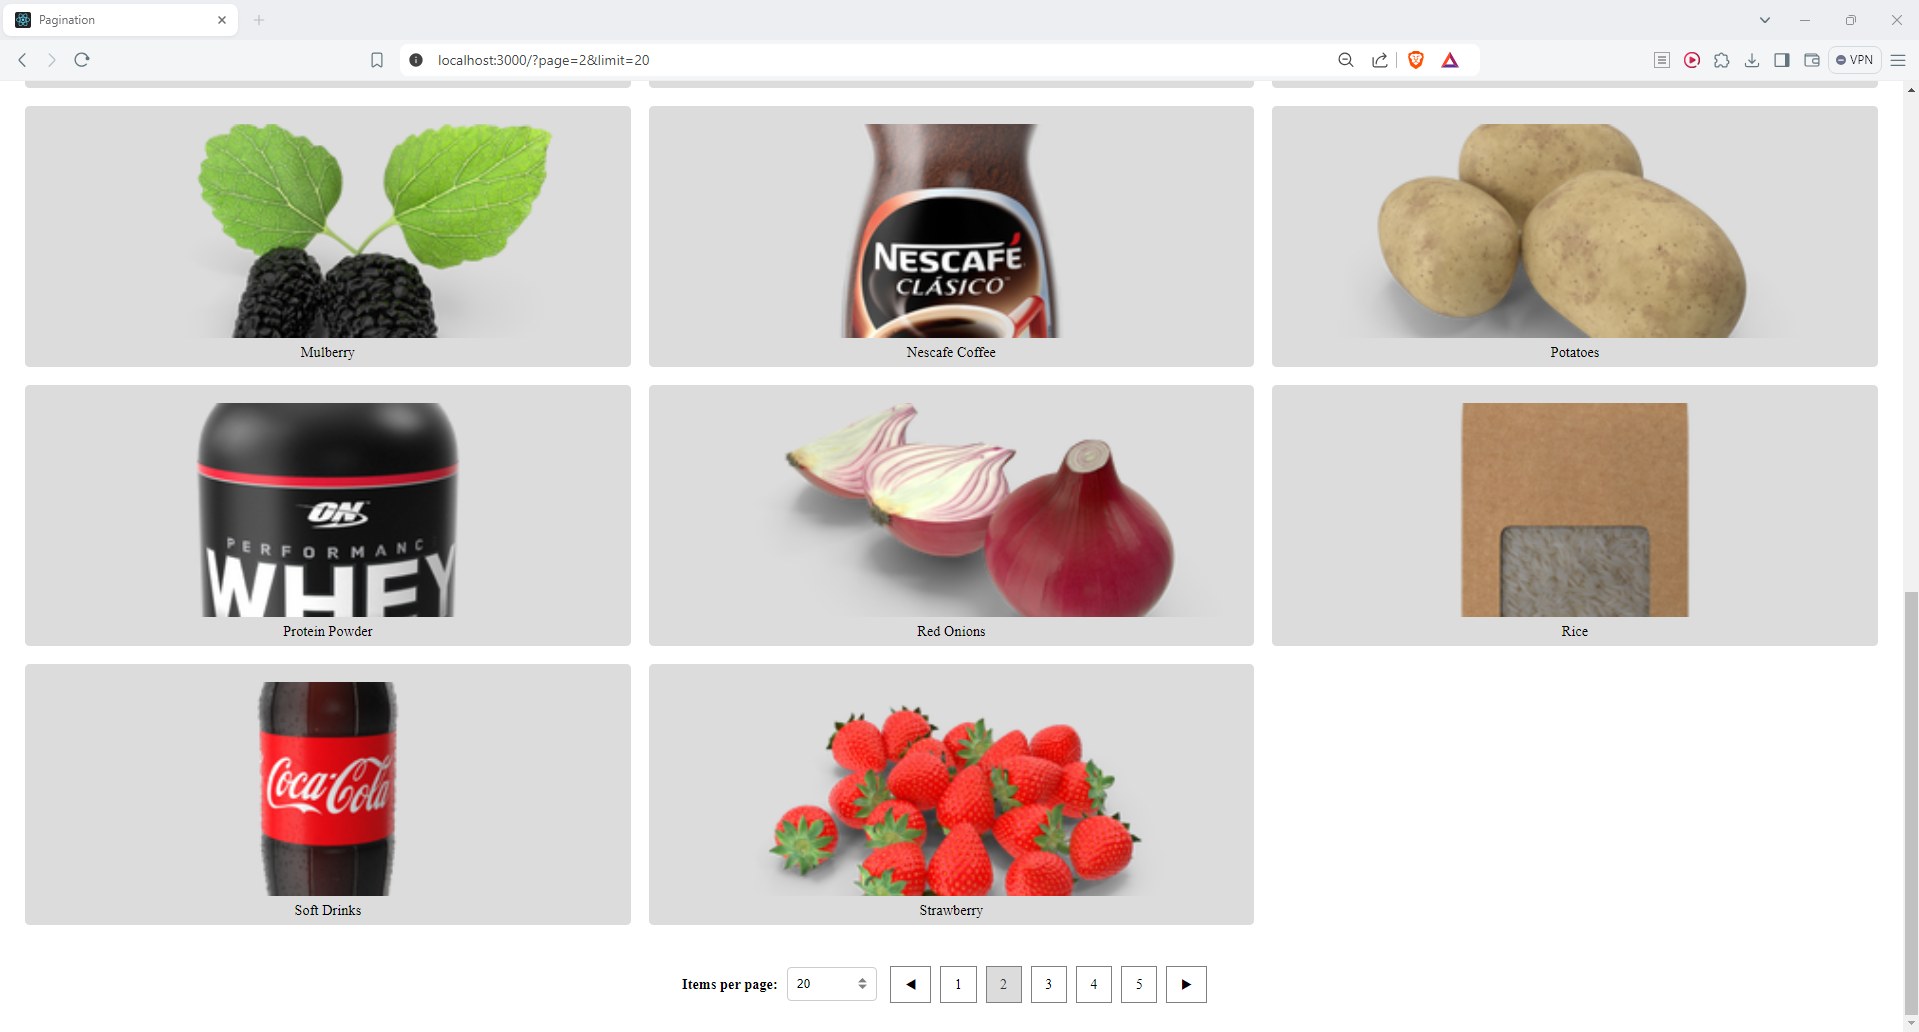 Pagination
localhost:3000/?page=2&limit=20
VPN
NESCAFÉ
CLÁSICO
Mulberry
Nescafe Coffee
Potatoes
ON
PERFORMANC
WHEY
Protein Powder
Red Onions
Rice
Coca-Cola
Soft Drinks
Strawberry
Items per page: 20 ◀ 1 2 3 4 5 ▶